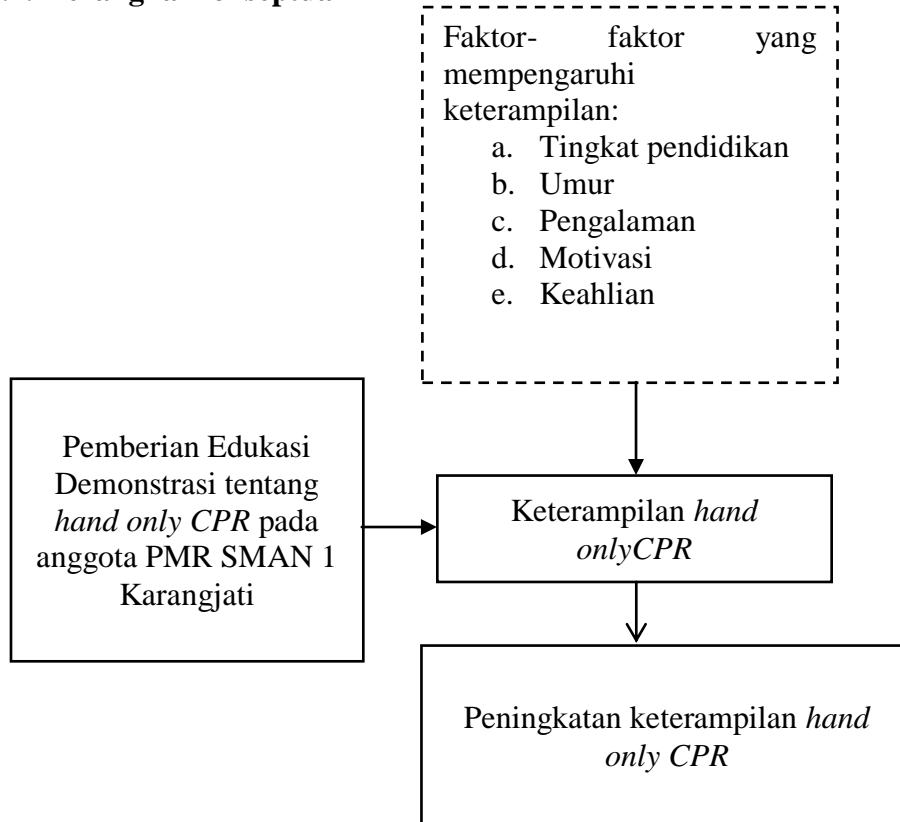 Faktor- faktor yang
mempengaruhi
keterampilan:
a. Tingkat pendidikan
b. Umur
c. Pengalaman
d. Motivasi
e. Keahlian
Pemberian Edukasi
Demonstrasi tentang
hand only CPR pada
anggota PMR SMAN 1
Karangjati
Keterampilan hand
onlyCPR
Peningkatan keterampilan hand
only CPR